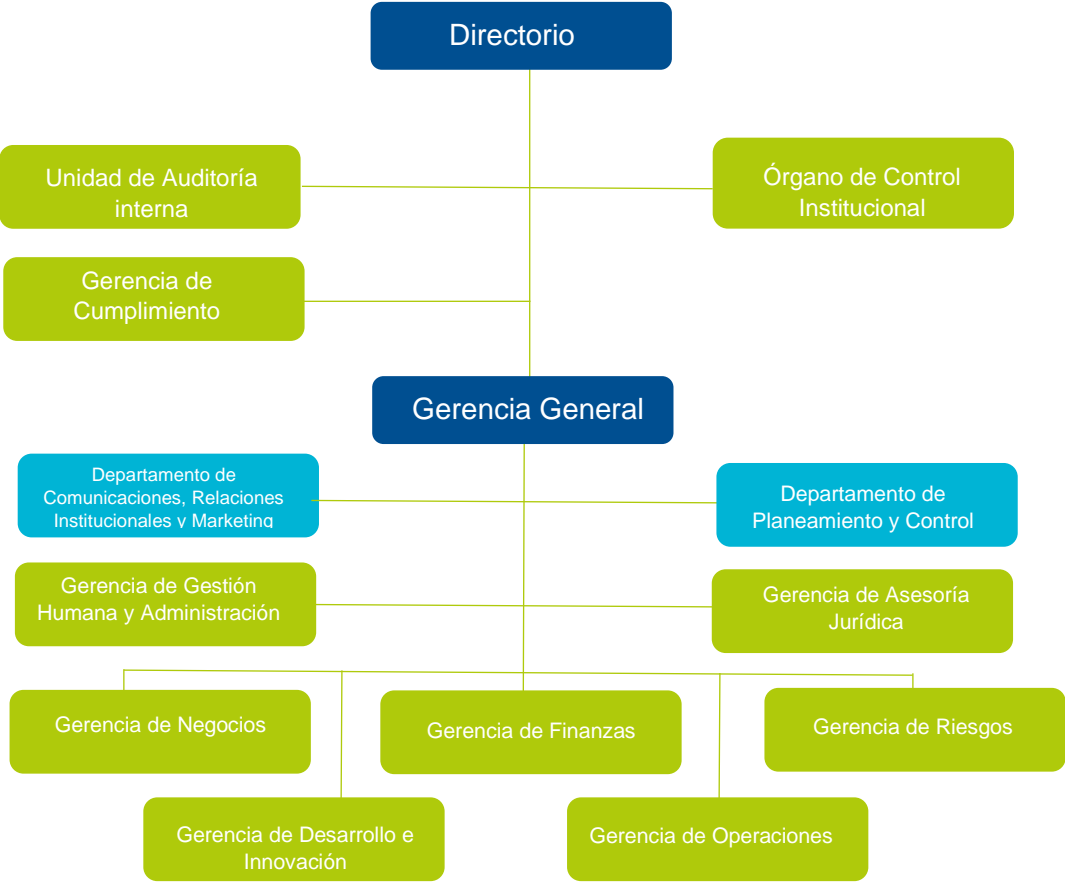 Directorio
Unidad de Auditoría
interna
Órgano de Control
Institucional
Gerencia de
Cumplimiento
Gerencia General
Departamento de
Comunicaciones, Relaciones
Institucionales y Marketing
Departamento de
Planeamiento y Control
Gerencia de Gestión
Humana y Administración
Gerencia de Asesoría
Jurídica
Gerencia de Negocios
Gerencia de Finanzas
Gerencia de Riesgos
Gerencia de Desarrollo e
Innovación
Gerencia de Operaciones